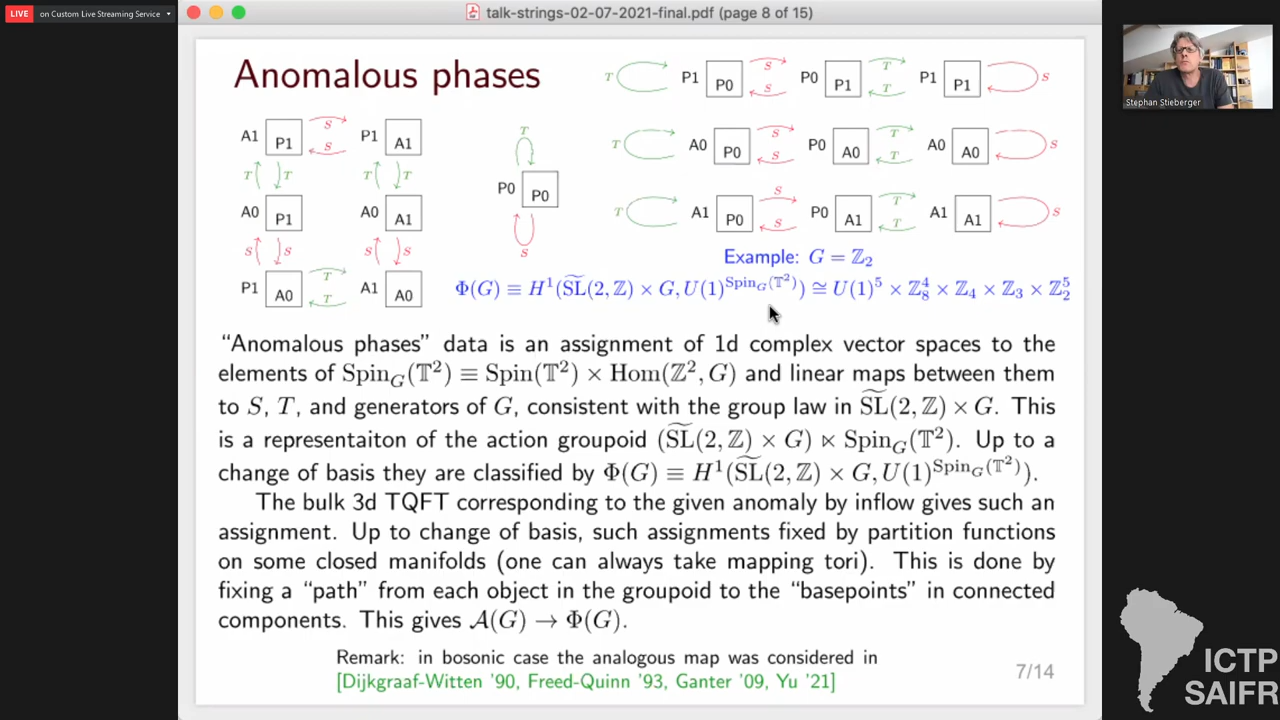 LIVE on Custom Live Streaming Service
talk-strings-02-07-2021-final.pdf (page 8 of 15)
Stephan Stieberger
Anomalous phases
T P1 P0 S S P0 P1 T T P1 P1 S
T A0 P0 S S P0 A0 T T A0 A0 S
T A1 P0 S S P0 A1 T T A1 A1 S
A1 P1 S S P1 A1
T T T T
A0 P1 A0 A1
S S S S
P1 A0 T T A1 A0
T
P0 P0
S
Example: G = ℤ₂
Φ(G) ≡ H¹(S͠L(2, ℤ) × G, U(1)^{Spin_G(𝕋²)}) ≅ U(1)⁵ × ℤ₈⁴ × ℤ₄ × ℤ₃ × ℤ₂⁵
“Anomalous phases” data is an assignment of 1d complex vector spaces to the
elements of Spin_G(𝕋²) ≡ Spin(𝕋²) × Hom(ℤ², G) and linear maps between them
to S, T, and generators of G, consistent with the group law in S͠L(2, ℤ) × G. This
is a representaiton of the action groupoid (S͠L(2, ℤ) × G) ⋉ Spin_G(𝕋²). Up to a
change of basis they are classified by Φ(G) ≡ H¹(S͠L(2, ℤ) × G, U(1)^{Spin_G(𝕋²)}).
The bulk 3d TQFT corresponding to the given anomaly by inflow gives such an
assignment. Up to change of basis, such assignments fixed by partition functions
on some closed manifolds (one can always take mapping tori). This is done by
fixing a “path” from each object in the groupoid to the “basepoints” in connected
components. This gives 𝒜(G) → Φ(G).
Remark: in bosonic case the analogous map was considered in
[Dijkgraaf-Witten '90, Freed-Quinn '93, Ganter '09, Yu '21]
7/14
ICTP
SAIFR